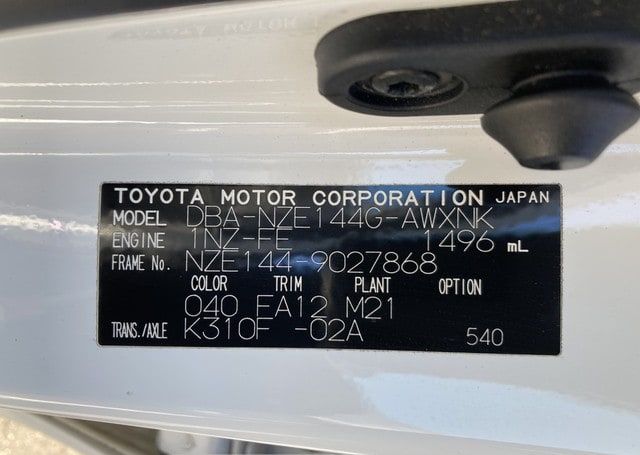 TOYOTA MOTOR CORPORATION JAPAN
MODEL DBA-NZE144G-AWXNK
ENGINE 1NZ-FE 1496 mL
FRAME No. NZE144-9027868
COLOR TRIM PLANT OPTION
040 FA12 M21
TRANS./AXLE K310F -02A 540